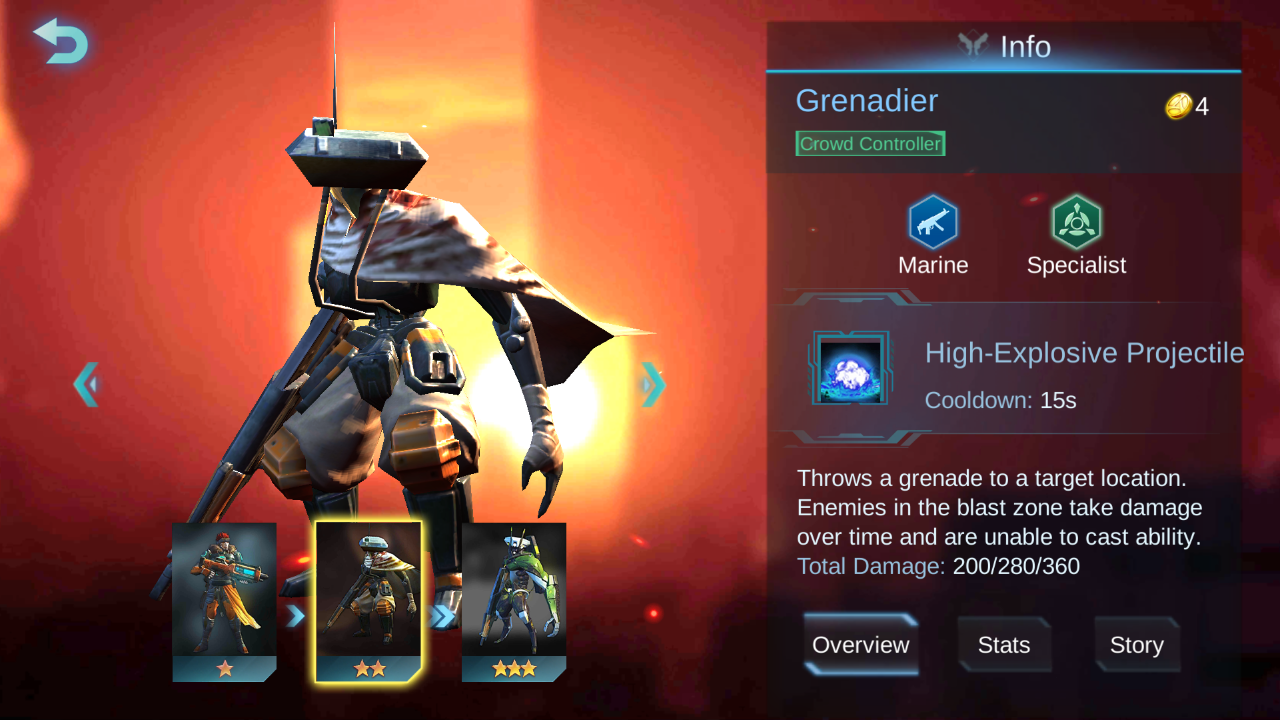 Info
Grenadier
4
Crowd Controller
Marine
Specialist
High-Explosive Projectile
Cooldown: 15s
Throws a grenade to a target location.
Enemies in the blast zone take damage
over time and are unable to cast ability.
Total Damage: 200/280/360
Overview
Stats
Story